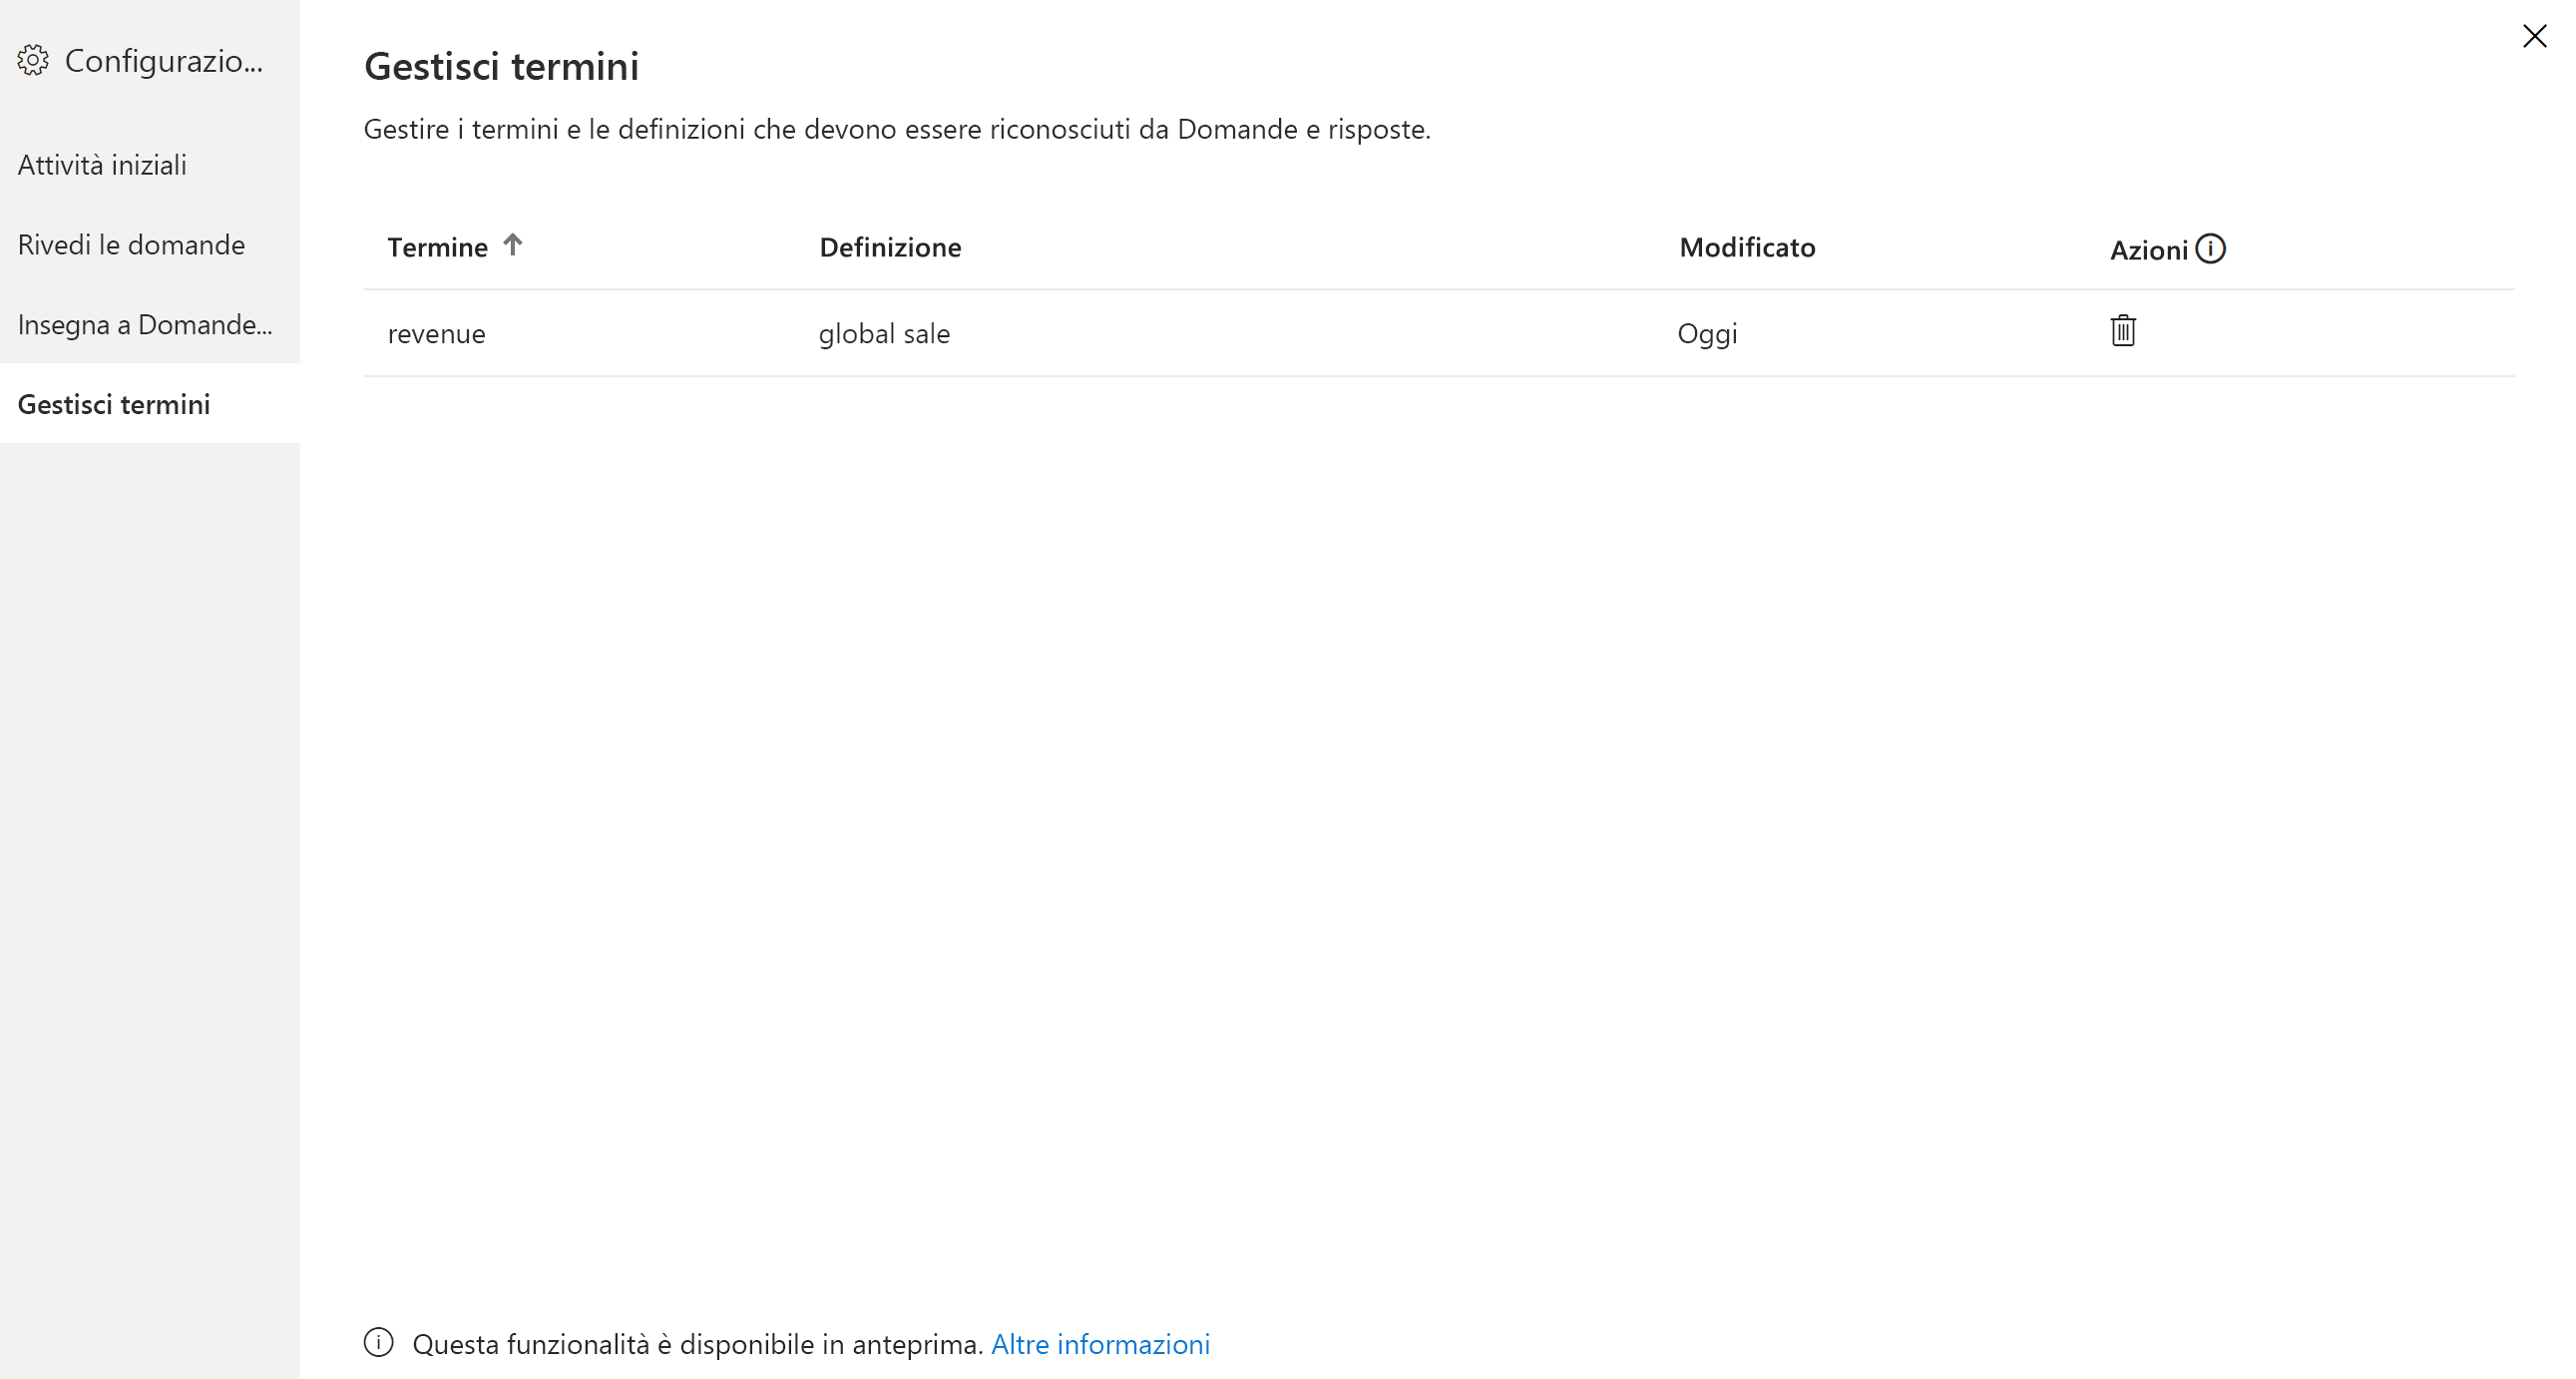 Configurazio...
Attività iniziali
Rivedi le domande
Insegna a Domande...
Gestisci termini
Gestisci termini
Gestire i termini e le definizioni che devono essere riconosciuti da Domande e risposte.
Termine Definizione Modificato Azioni
revenue global sale Oggi
Questa funzionalità è disponibile in anteprima. Altre informazioni